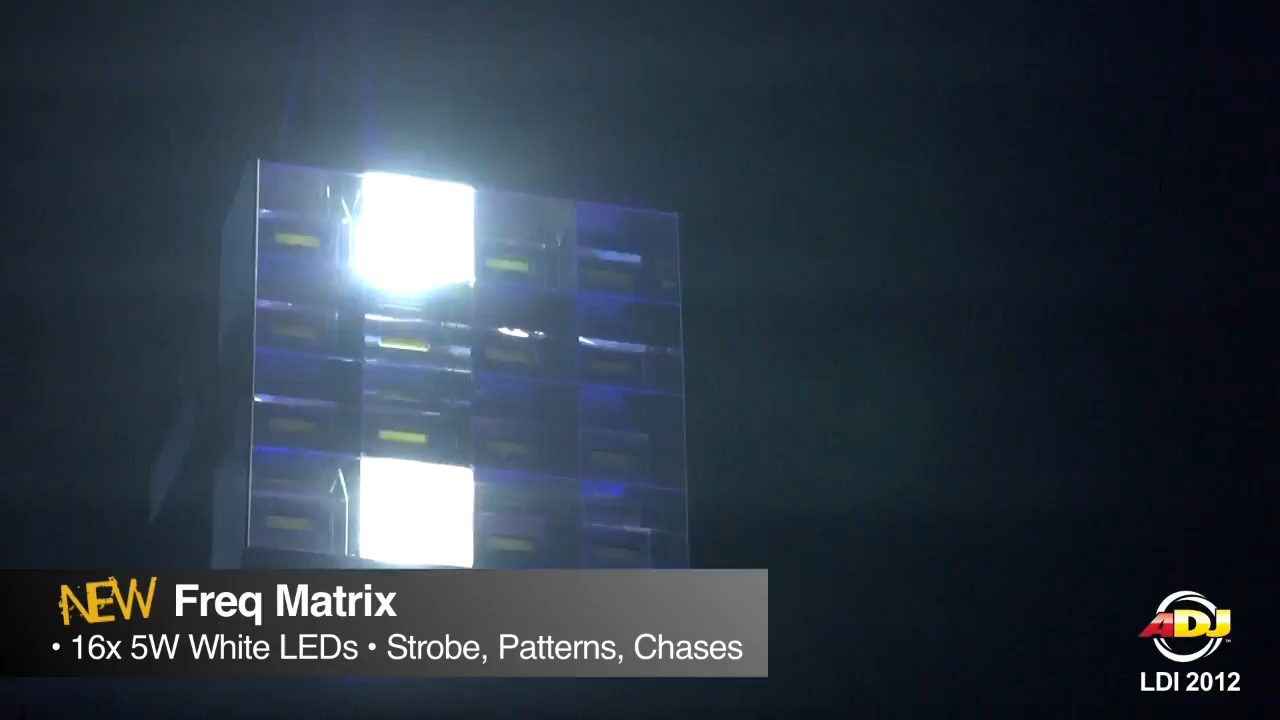 NEW Freq Matrix
• 16x 5W White LEDs • Strobe, Patterns, Chases
ADJ
LDI 2012